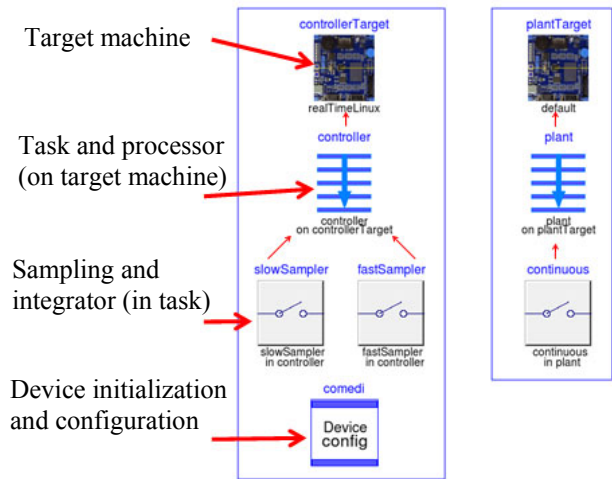 controllerTarget
plantTarget
Target machine
realTimeLinux
default
controller
plant
Task and processor
(on target machine)
controller
on controllerTarget
plant
on plantTarget
Sampling and
integrator (in task)
slowSampler
fastSampler
continuous
slowSampler
in controller
fastSampler
in controller
continuous
in plant
Device initialization
and configuration
comedi
Device
config